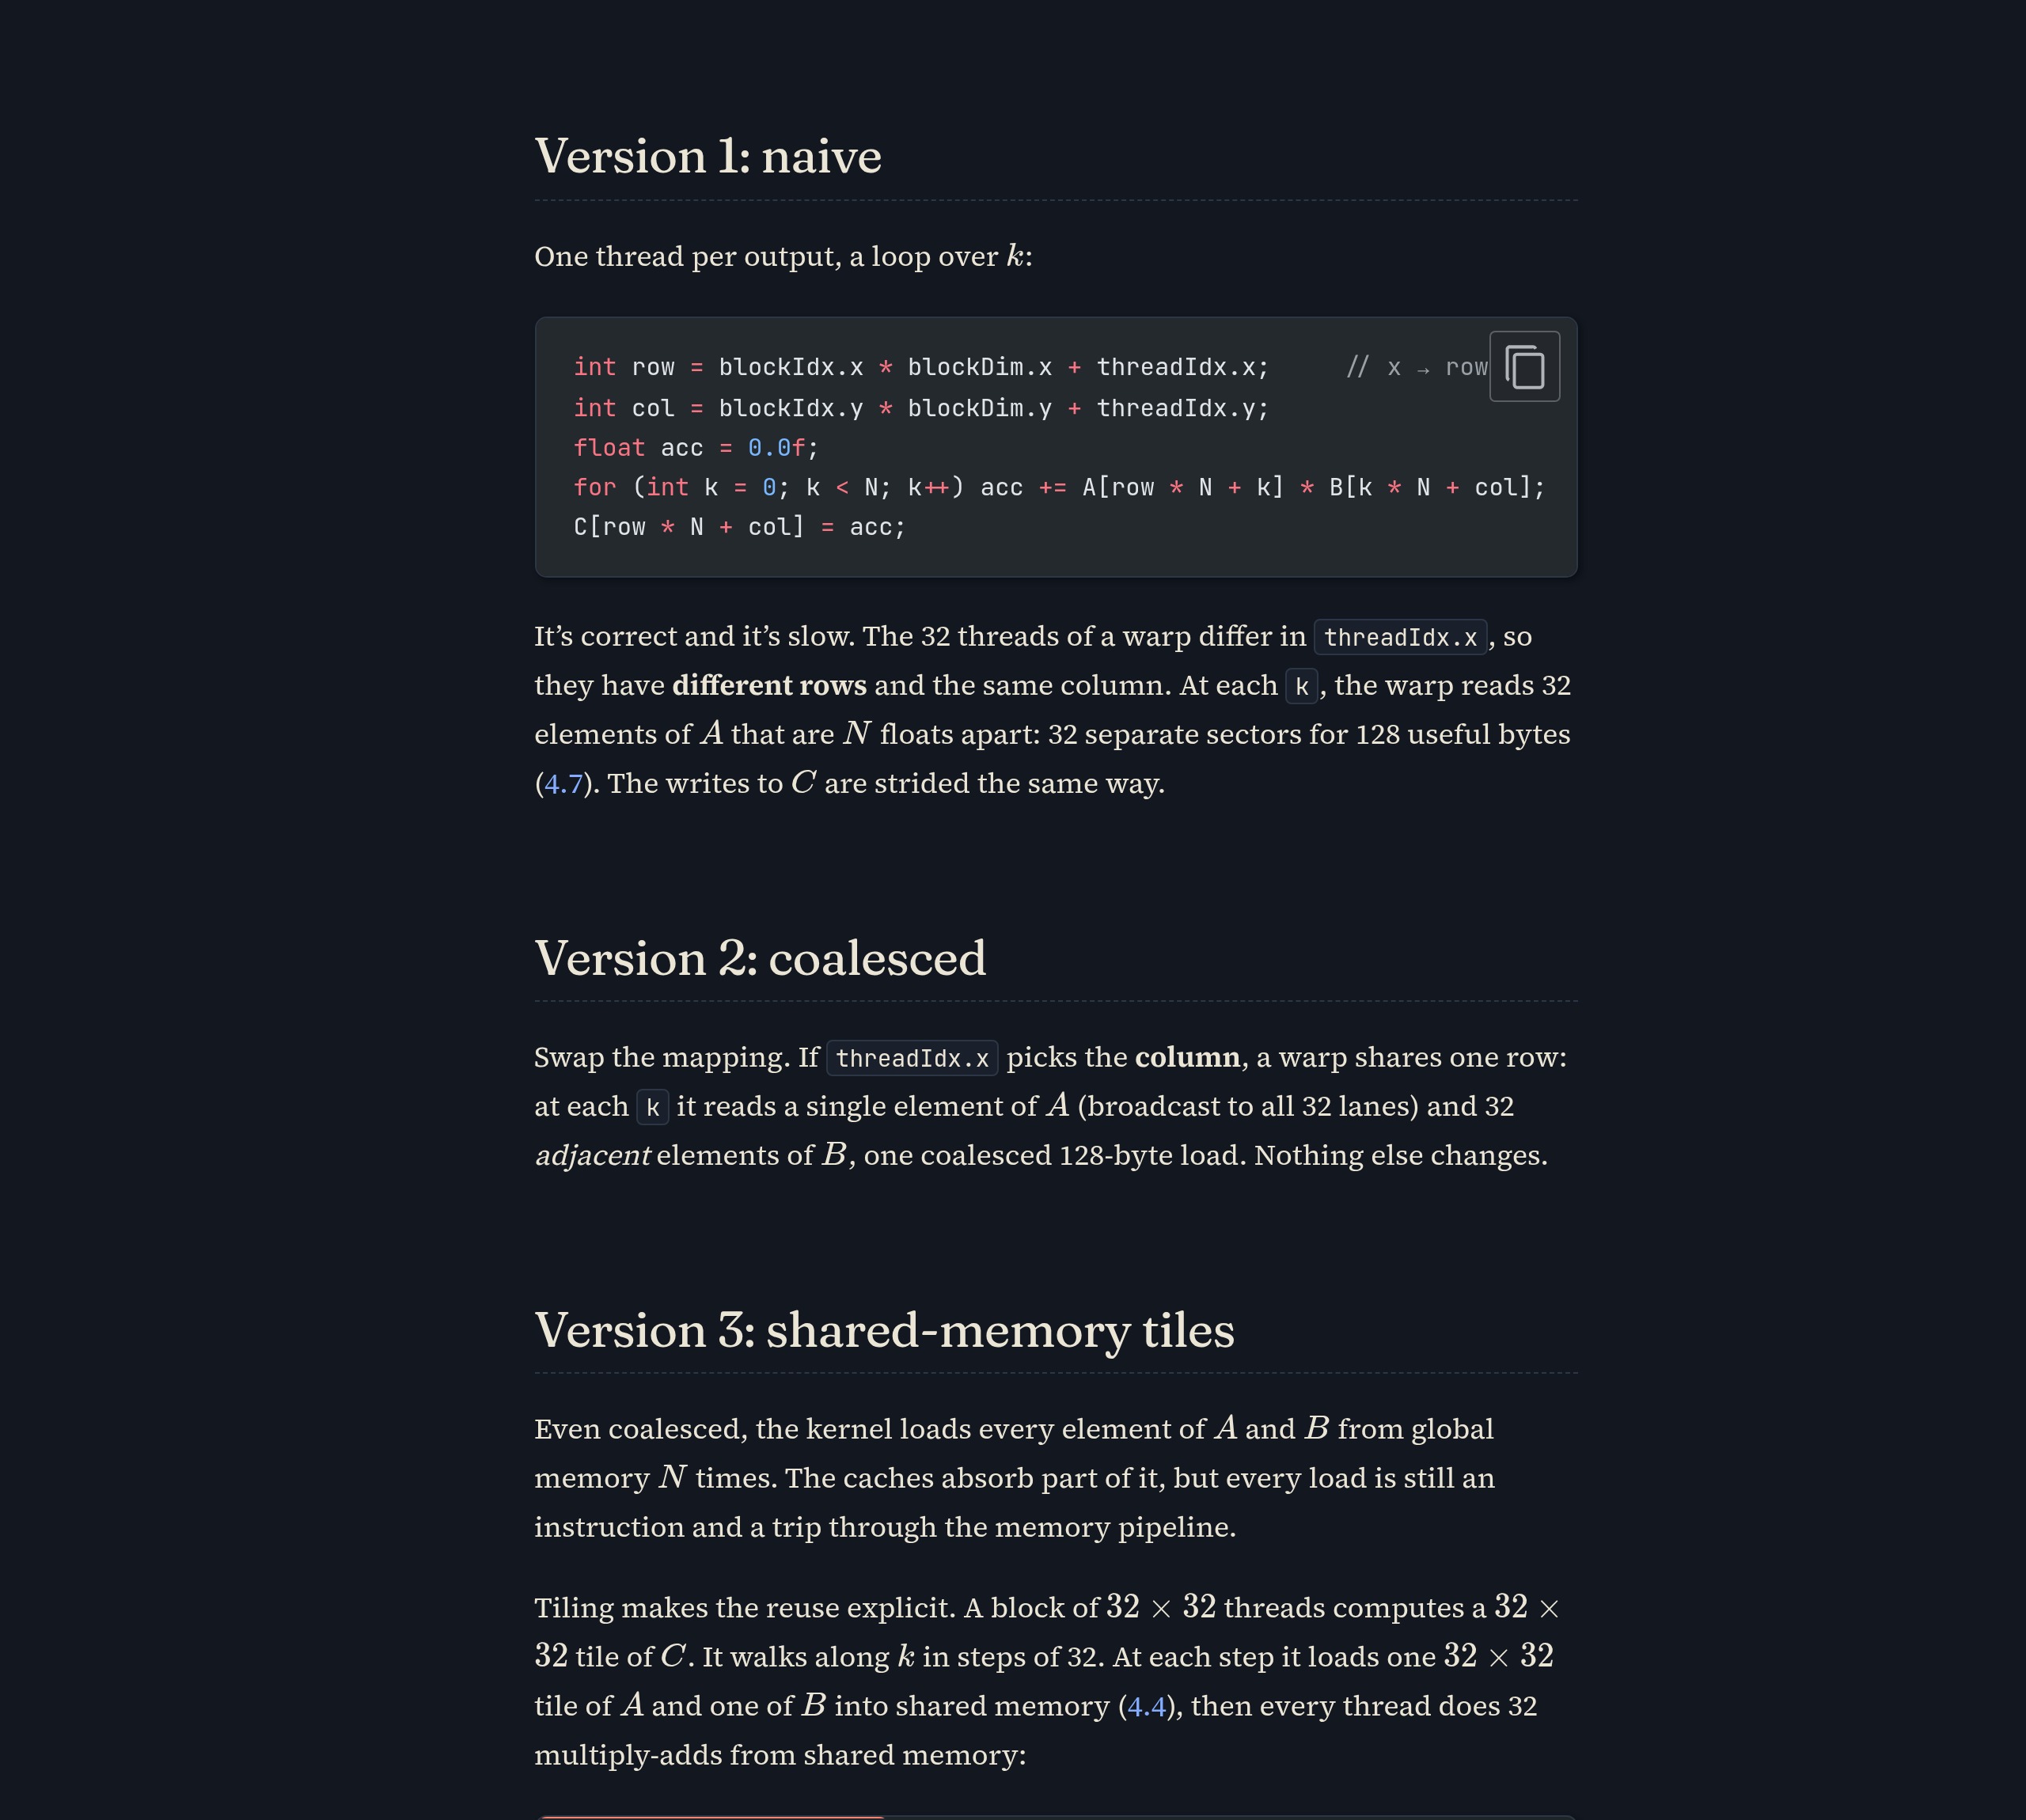 Version 1: naive
One thread per output, a loop over k:
int row = blockIdx.x * blockDim.x + threadIdx.x;     // x → row
int col = blockIdx.y * blockDim.y + threadIdx.y;
float acc = 0.0f;
for (int k = 0; k < N; k++) acc += A[row * N + k] * B[k * N + col];
C[row * N + col] = acc;
It’s correct and it’s slow. The 32 threads of a warp differ in threadIdx.x, so
they have different rows and the same column. At each k, the warp reads 32
elements of A that are N floats apart: 32 separate sectors for 128 useful bytes
(4.7). The writes to C are strided the same way.
Version 2: coalesced
Swap the mapping. If threadIdx.x picks the column, a warp shares one row:
at each k it reads a single element of A (broadcast to all 32 lanes) and 32
adjacent elements of B, one coalesced 128-byte load. Nothing else changes.
Version 3: shared-memory tiles
Even coalesced, the kernel loads every element of A and B from global
memory N times. The caches absorb part of it, but every load is still an
instruction and a trip through the memory pipeline.
Tiling makes the reuse explicit. A block of 32 × 32 threads computes a 32 ×
32 tile of C. It walks along k in steps of 32. At each step it loads one 32 × 32
tile of A and one of B into shared memory (4.4), then every thread does 32
multiply-adds from shared memory: